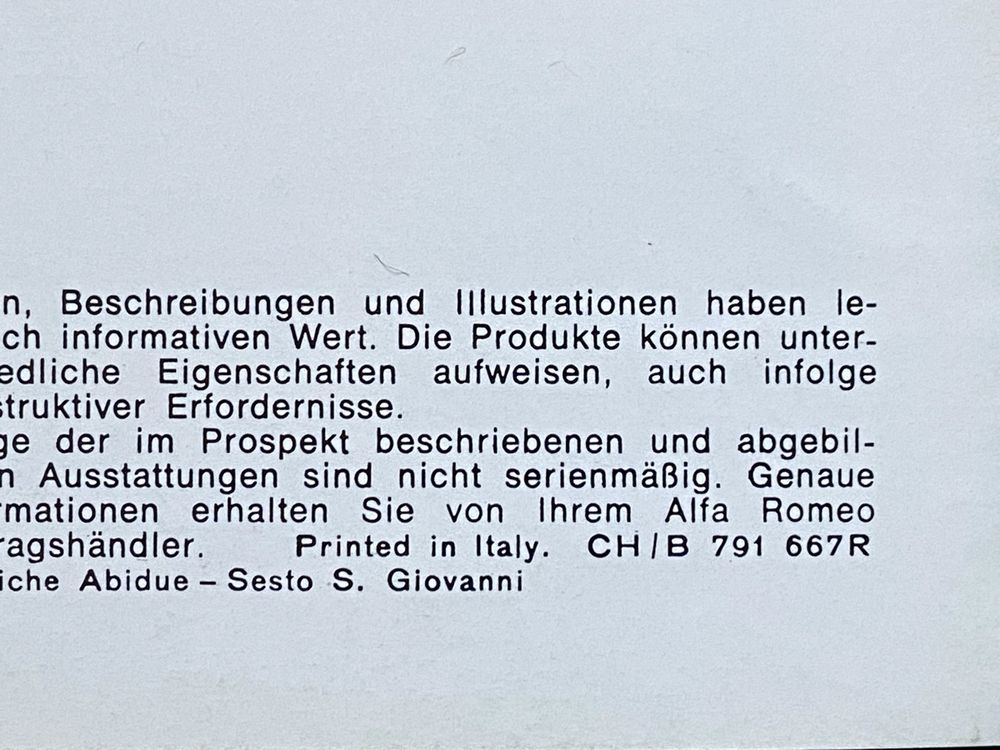 n, Beschreibungen und Illlustrationen haben le-
ch informativen Wert. Die Produkte können unter-
edliche Eigenschaften aufweisen, auch infolge
struktiver Erfordernisse.
ge der im Prospekt beschriebenen und abgebil-
n Ausstattungen sind nicht serienmäßig. Genaue
rmationen erhalten Sie von Ihrem Alfa Romeo
ragshändler. Printed in Italy. CH/B 791 667R
iche Abidue – Sesto S. Giovanni